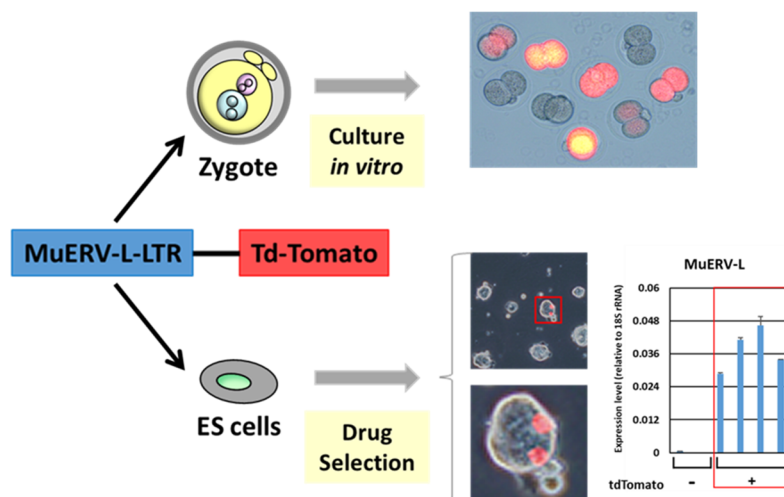 Zygote
Culture
in vitro
MuERV-L-LTR
Td-Tomato
ES cells
Drug
Selection
MuERV-L
Expression level (relative to 18S rRNA)
0.06
0.048
0.036
0.024
0.012
0
tdTomato - +